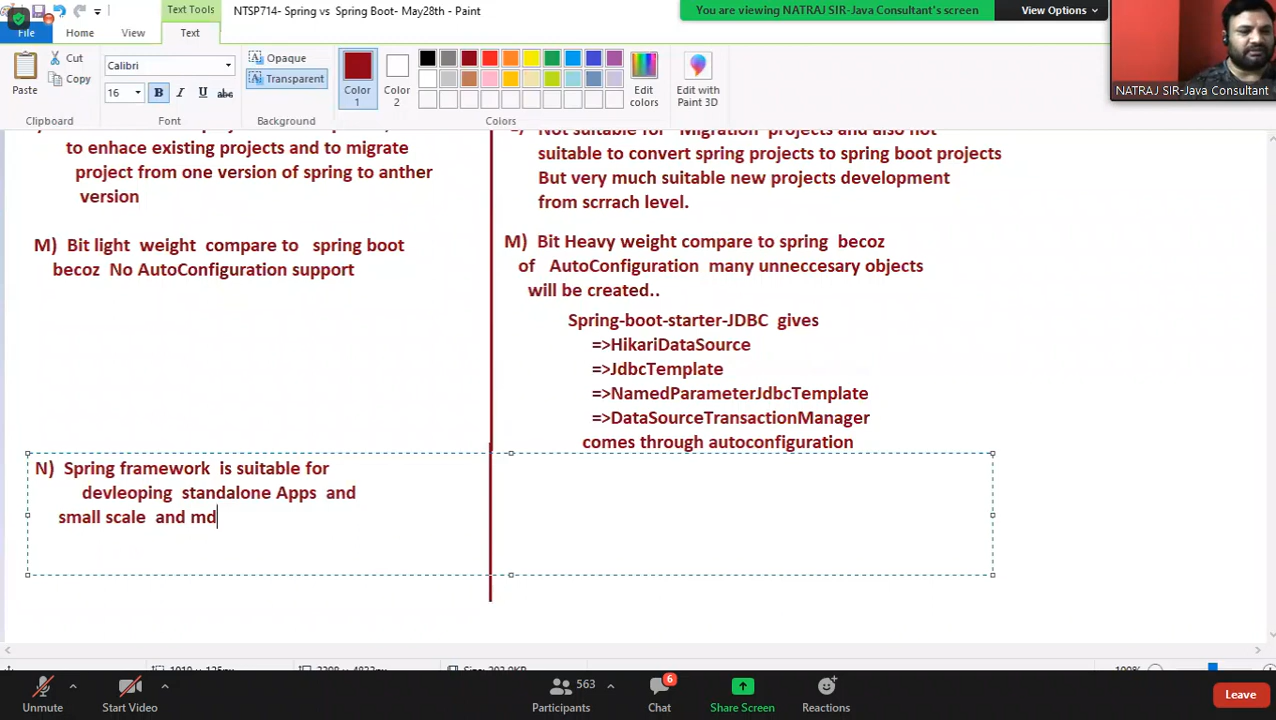 Text Tools
NTSP714- Spring vs Spring Boot- May28th - Paint
You are viewing NATRAJ SIR-Java Consultant's screen
View Options
File
Home
View
Text
Cut
Copy
Paste
Clipboard
Calibri
16
B I U abc
Font
Opaque
Transparent
Background
Color 1
Color 2
Edit colors
Colors
Edit with Paint 3D
NATRAJ SIR-Java Consultant
to enhace existing projects and to migrate
project from one version of spring to anther
version
M) Bit light weight compare to spring boot
becoz No AutoConfiguration support
N) Spring framework is suitable for
devleoping standalone Apps and
small scale and md
=) Not suitable for Migration projects and also not
suitable to convert spring projects to spring boot projects
But very much suitable new projects development
from scrrach level.
M) Bit Heavy weight compare to spring becoz
of AutoConfiguration many unneccesary objects
will be created..
Spring-boot-starter-JDBC gives
=>HikariDataSource
=>JdbcTemplate
=>NamedParameterJdbcTemplate
=>DataSourceTransactionManager
comes through autoconfiguration
100%
Unmute
Start Video
563
Participants
6
Chat
Share Screen
Reactions
Leave